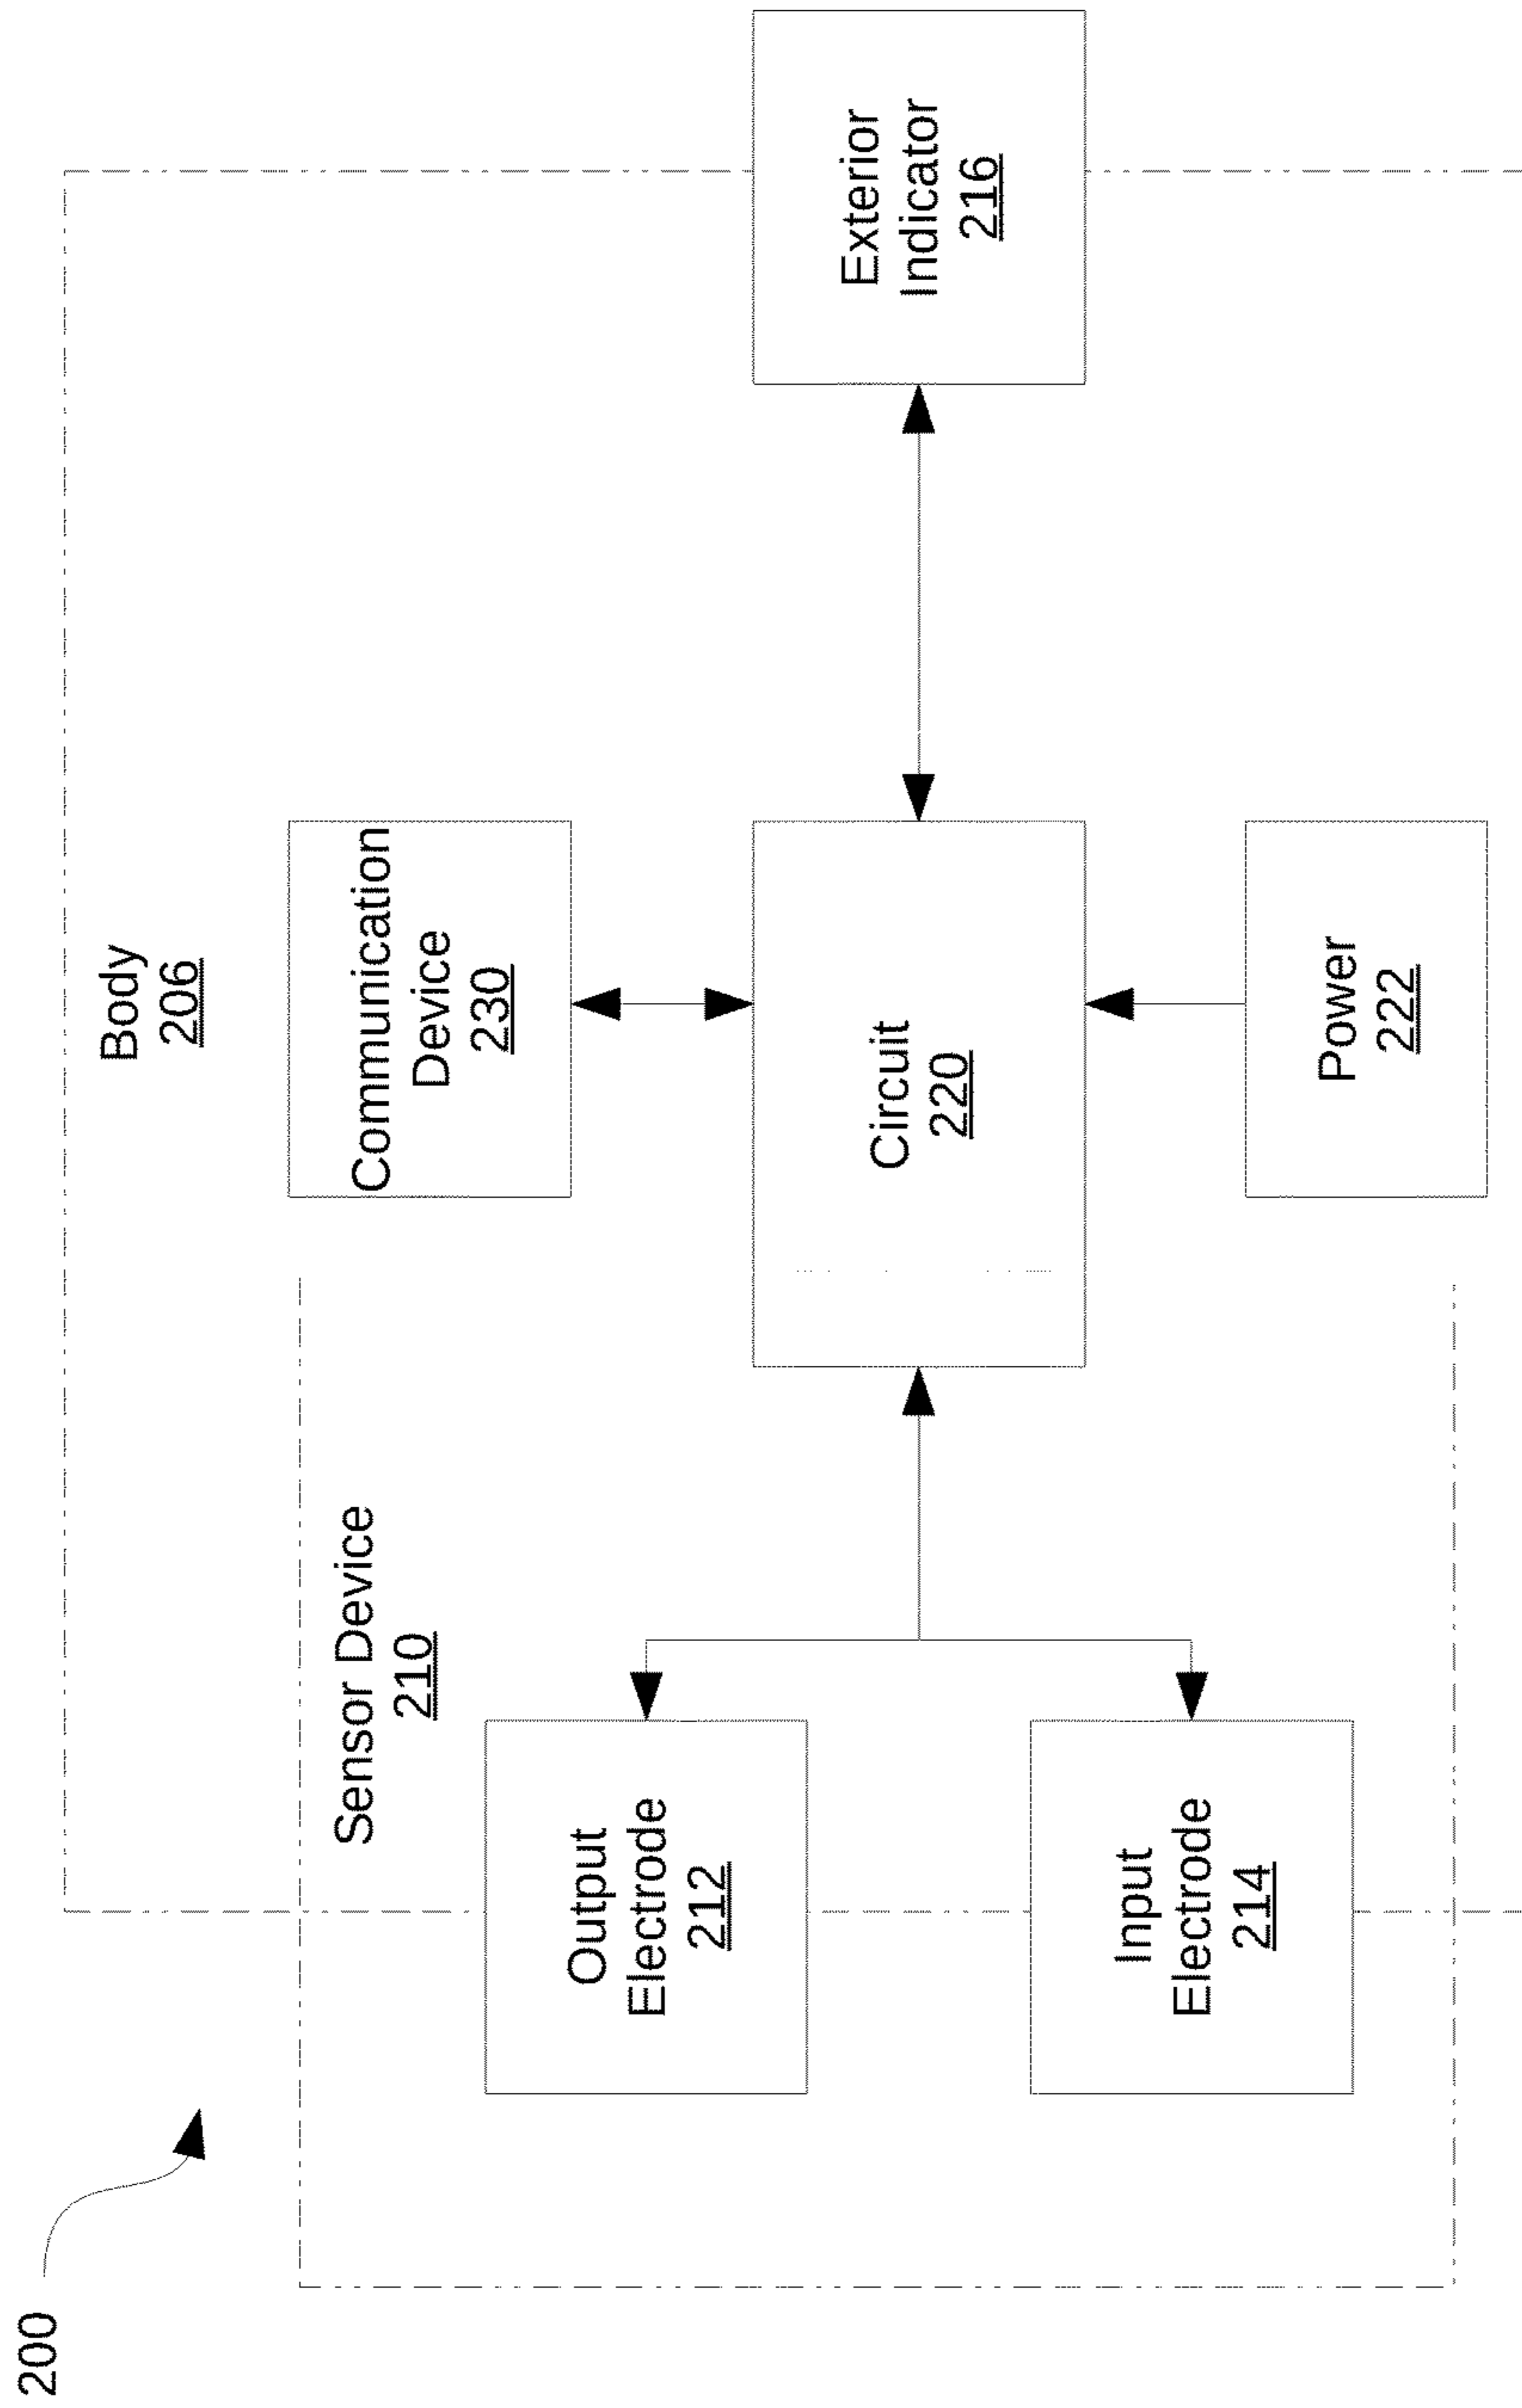 200
Body
206
Sensor Device
210
Communication
Device
230
Output
Electrode
212
Circuit
220
Exterior
Indicator
216
Input
Electrode
214
Power
222